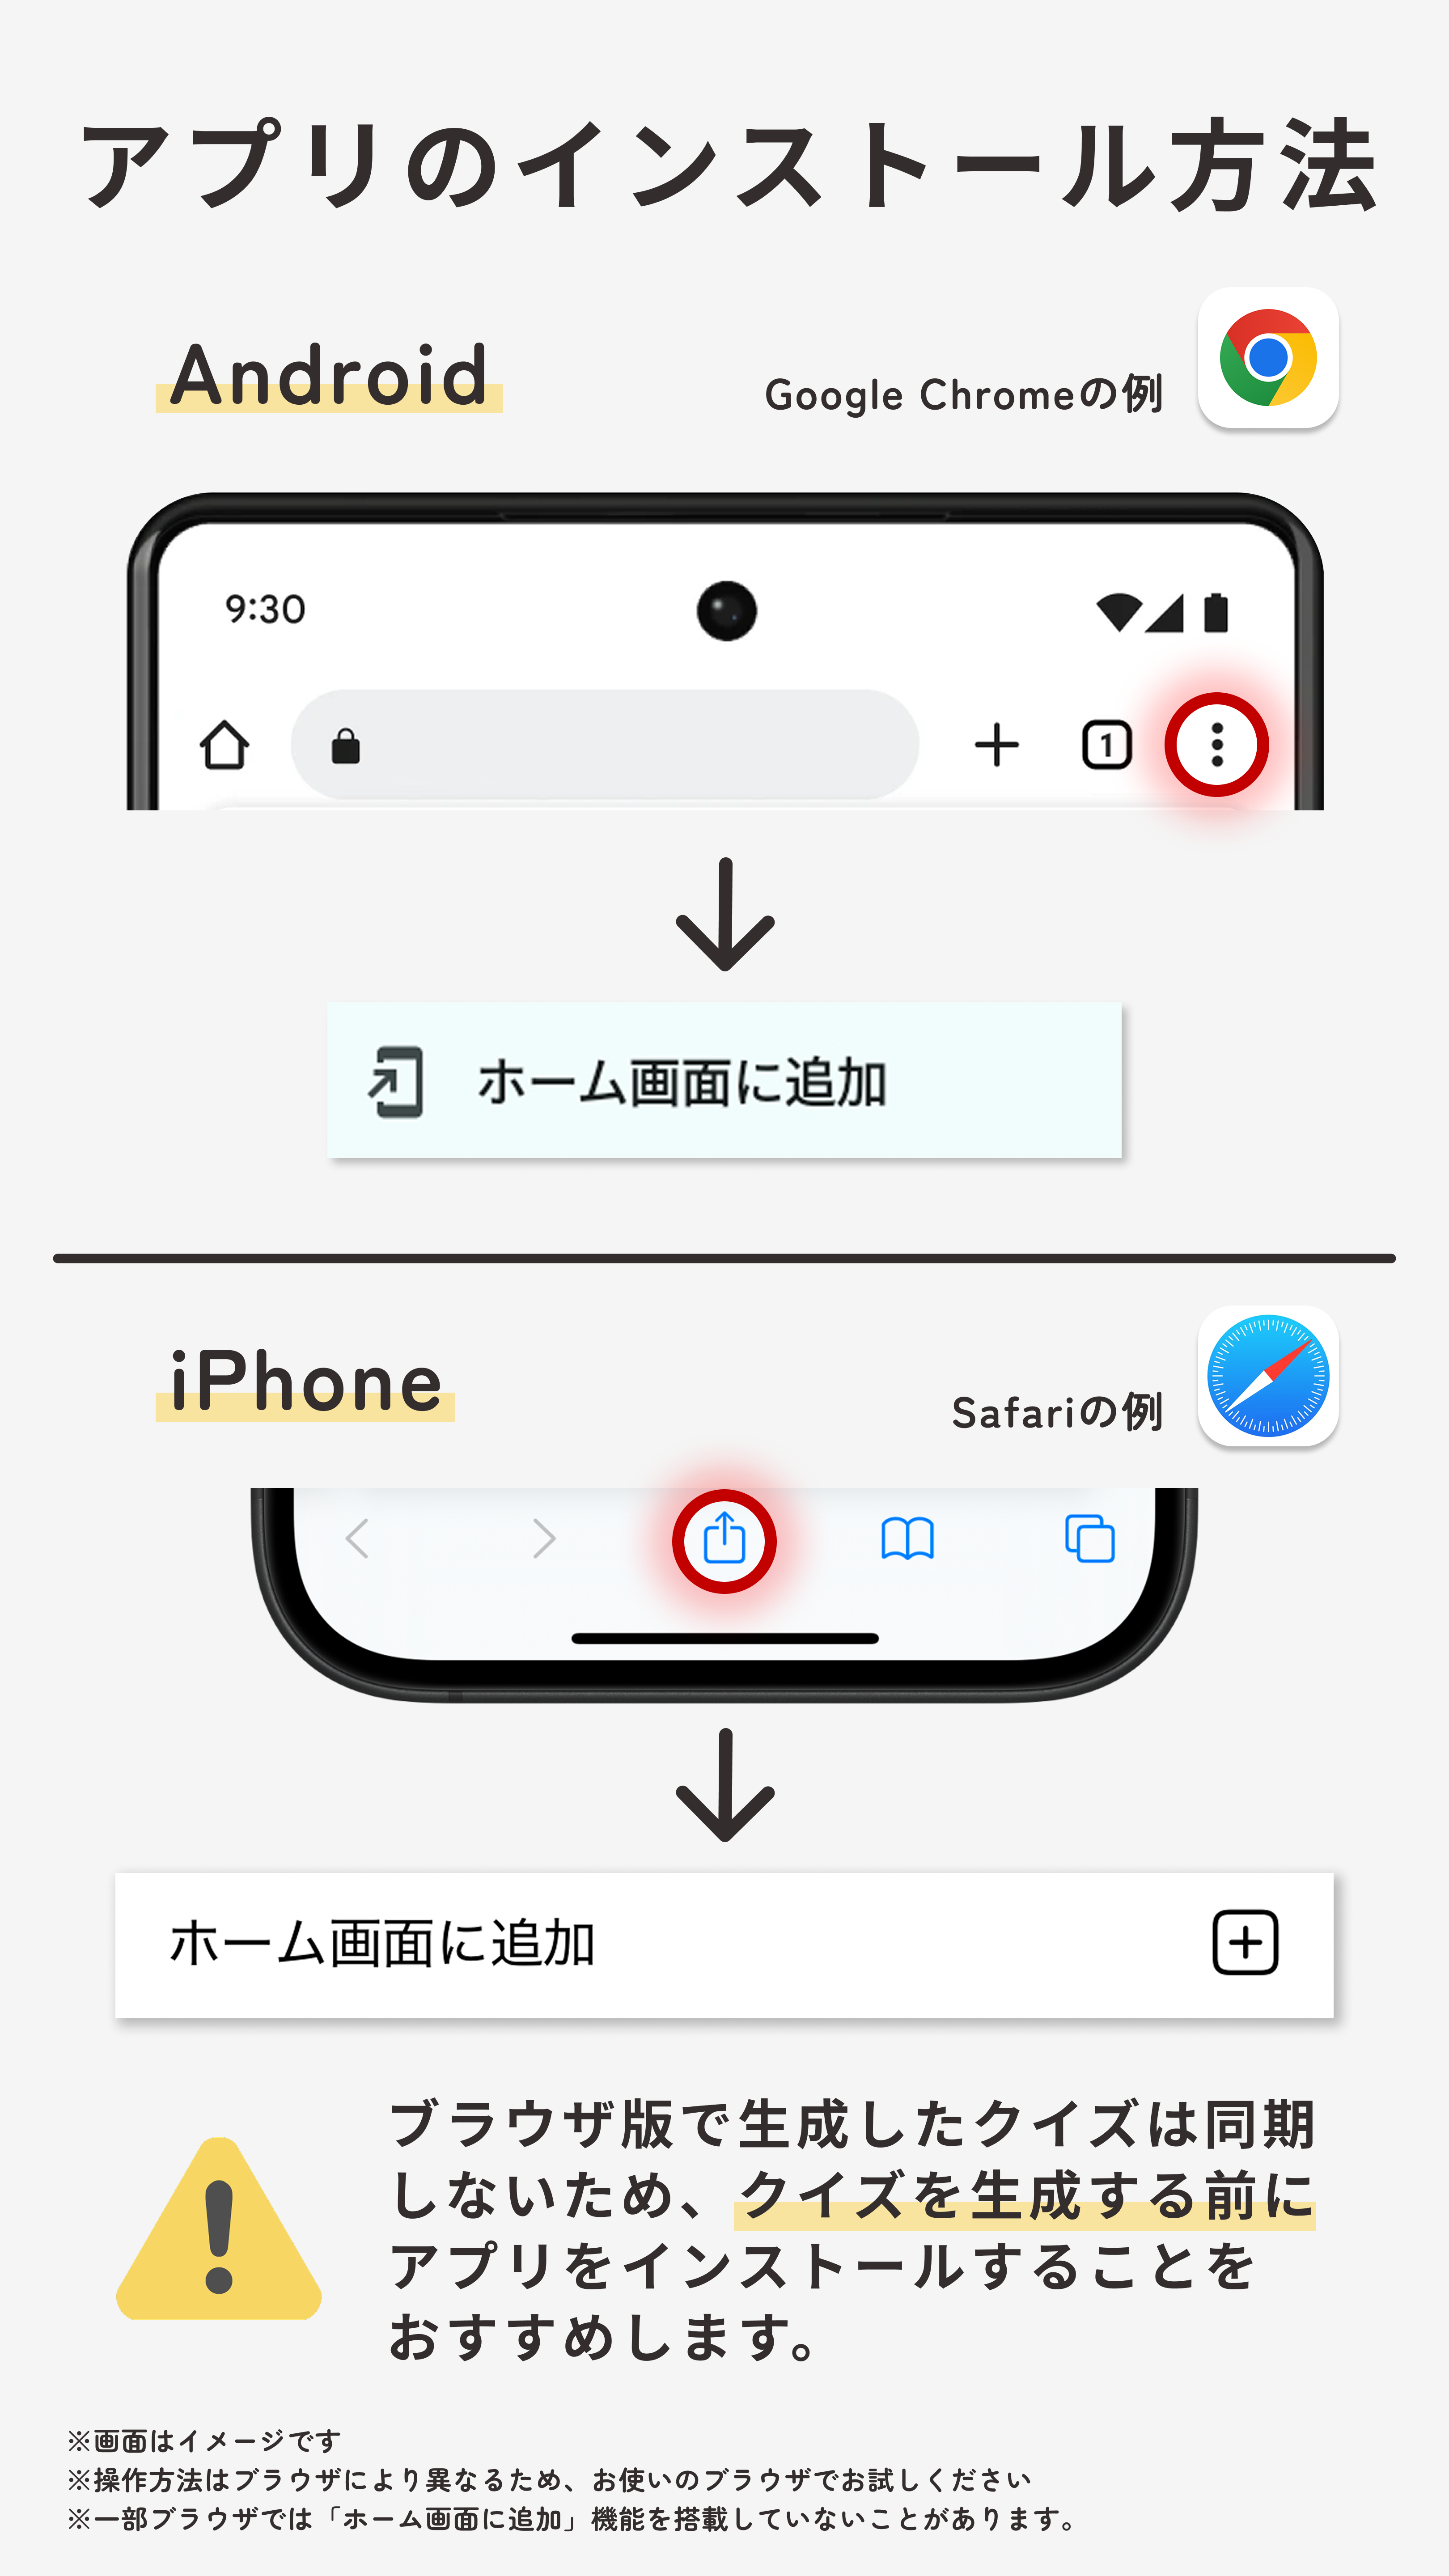 アプリのインストール方法
Android
Google Chromeの例
9:30
1
ホーム画面に追加
iPhone
Safariの例
ホーム画面に追加
ブラウザ版で生成したクイズは同期
しないため、クイズを生成する前に
アプリをインストールすることを
おすすめします。
※画面はイメージです
※操作方法はブラウザにより異なるため、お使いのブラウザでお試しください
※一部ブラウザでは「ホーム画面に追加」機能を搭載していないことがあります。